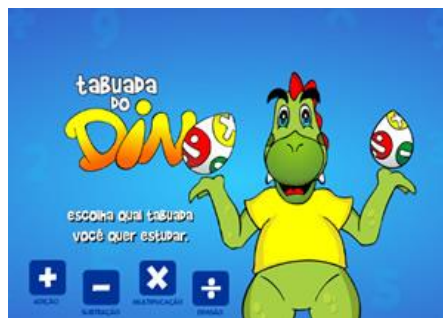 tabuada
do
Dino
escolha qual tabuada
você quer estudar.
+ − × ÷
ADIÇÃO SUBTRAÇÃO MULTIPLICAÇÃO DIVISÃO